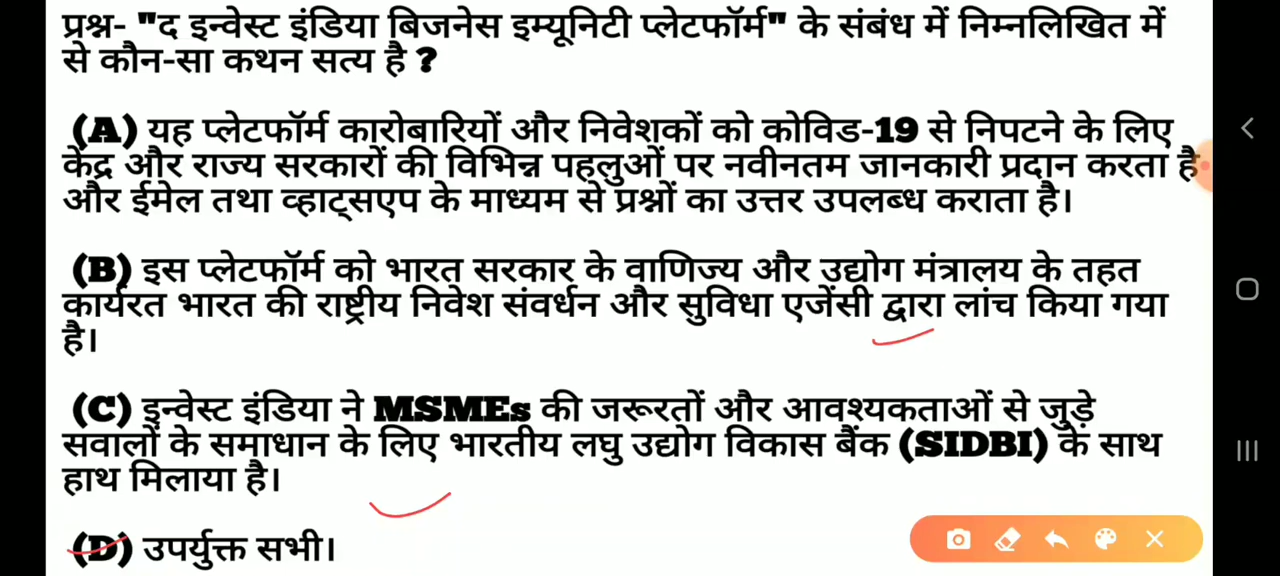 प्रश्न- "द इन्वेस्ट इंडिया बिजनेस इम्यूनिटी प्लेटफॉर्म" के संबंध में निम्नलिखित में
से कौन-सा कथन सत्य है ?
(A) यह प्लेटफॉर्म कारोबारियों और निवेशकों को कोविड-19 से निपटने के लिए
केंद्र और राज्य सरकारों की विभिन्न पहलुओं पर नवीनतम जानकारी प्रदान करता है
और ईमेल तथा व्हाट्सएप के माध्यम से प्रश्नों का उत्तर उपलब्ध कराता है।
(B) इस प्लेटफॉर्म को भारत सरकार के वाणिज्य और उद्योग मंत्रालय के तहत
कार्यरत भारत की राष्ट्रीय निवेश संवर्धन और सुविधा एजेंसी द्वारा लांच किया गया
है।
(C) इन्वेस्ट इंडिया ने MSMEs की जरूरतों और आवश्यकताओं से जुड़े
सवालों के समाधान के लिए भारतीय लघु उद्योग विकास बैंक (SIDBI) के साथ
हाथ मिलाया है।
(D) उपर्युक्त सभी।